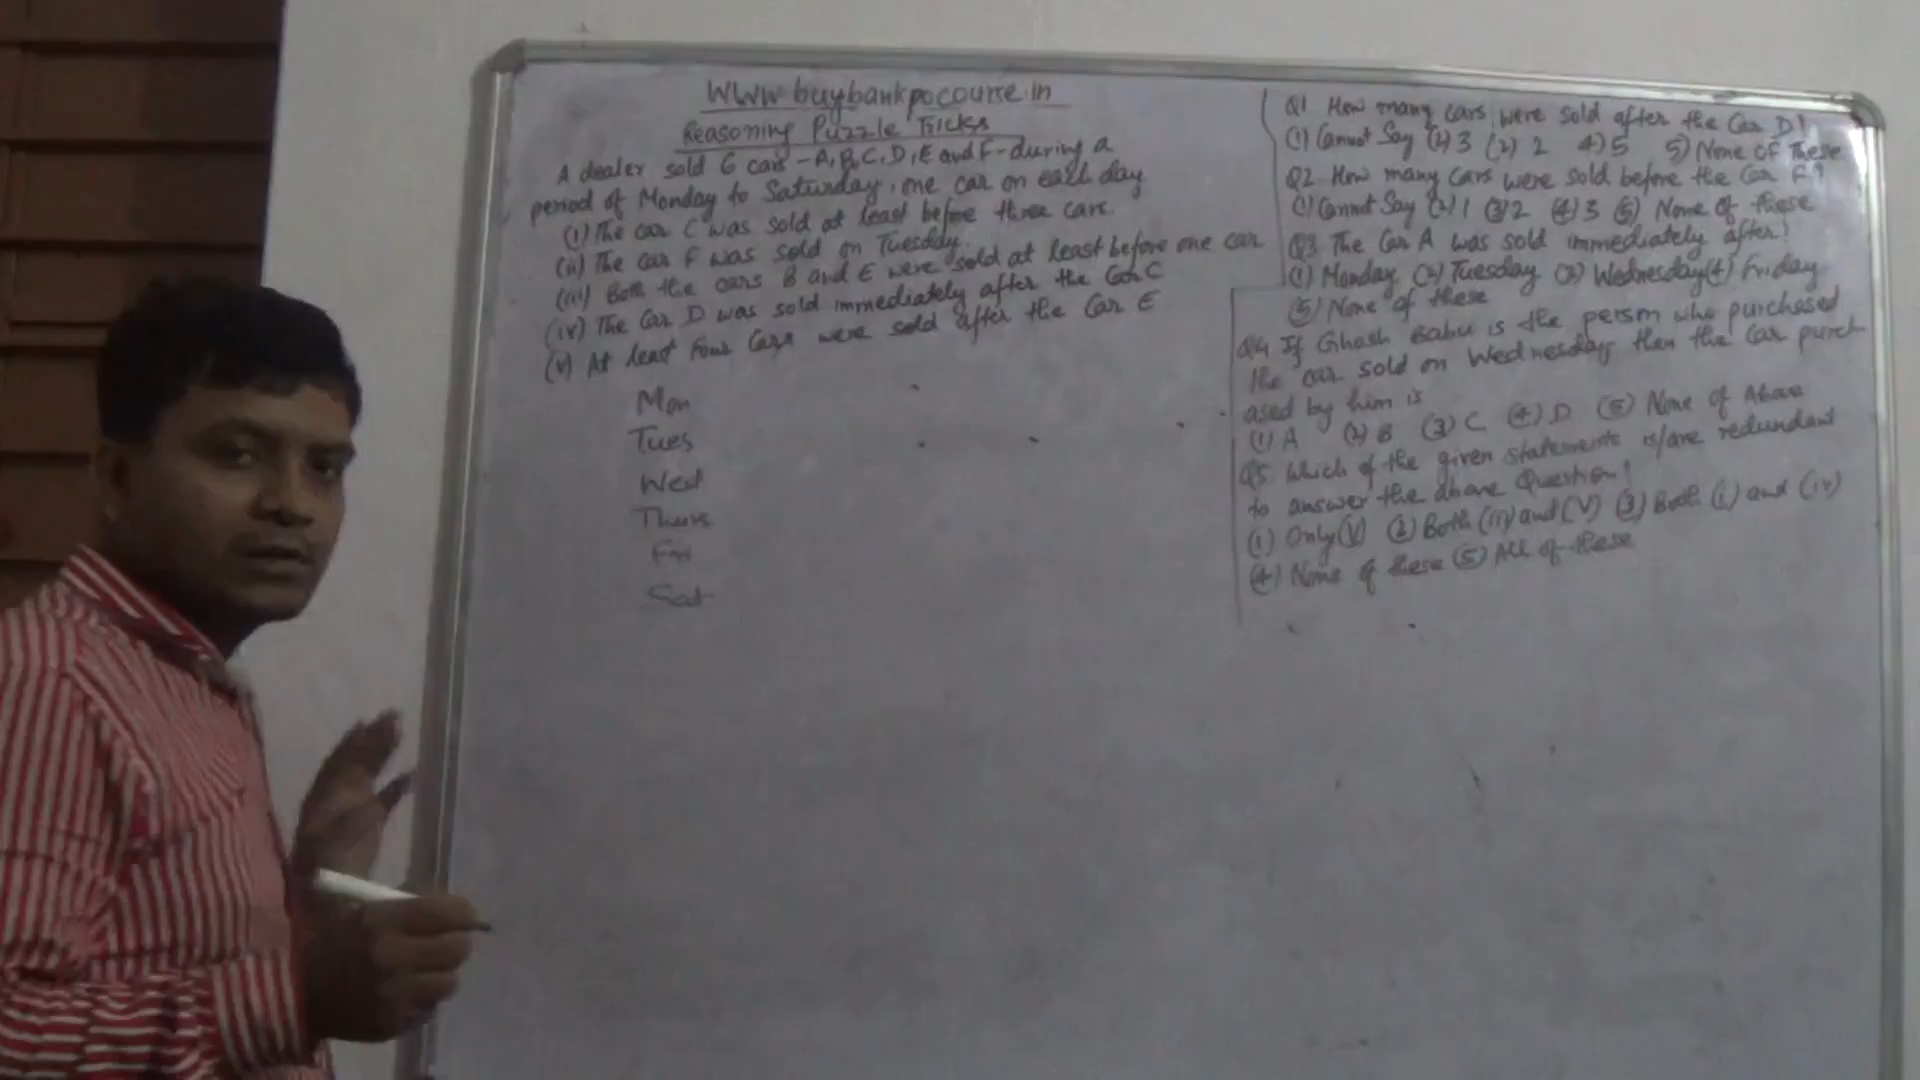 Www.buybankpocourse.in
Reasoning Puzzle Tricks
A dealer sold 6 cars - A, B, C, D, E and F - during a
period of Monday to Saturday, one car on each day
(i) The car C was sold at least before three cars.
(ii) The car F was sold on Tuesday.
(iii) Both the cars B and E were sold at least before one car
(iv) The Car D was sold immediately after the Car C
(v) At least Four Cars were sold after the Car E
Mon
Tues
Wed
Thurs
Fri
Sat
Q1 How many cars were sold after the Car D?
(1) Cannot Say (2) 3 (2) 2 4) 5 5) None of These
Q2. How many Cars were sold before the Car F?
(1) Cannot Say (2) 1 (3) 2 (4) 3 (5) None of these
Q3 The Car A was sold immediately after?
(1) Monday (2) Tuesday (3) Wednesday (4) Friday
(5) None of these
Q4 If Ghosh Babu is the person who purchased
the car sold on Wednesday then the Car purch
ased by him is
(1) A (2) B (3) C (4) D (5) None of Above
Q5 Which of the given statements is/are redundant
to answer the above Question?
(1) Only (V) (2) Both (iii) and (V) (3) Both (i) and (iv)
(4) None of these (5) All of these